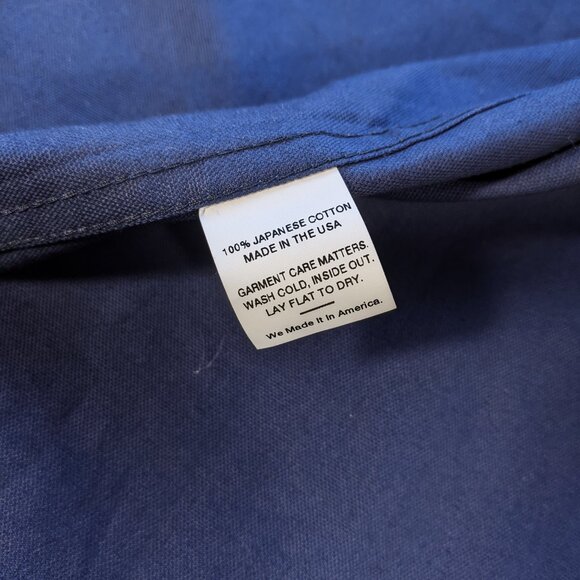 100% JAPANESE COTTON
MADE IN THE USA
GARMENT CARE MATTERS.
WASH COLD, INSIDE OUT.
LAY FLAT TO DRY.
We Made It In America.